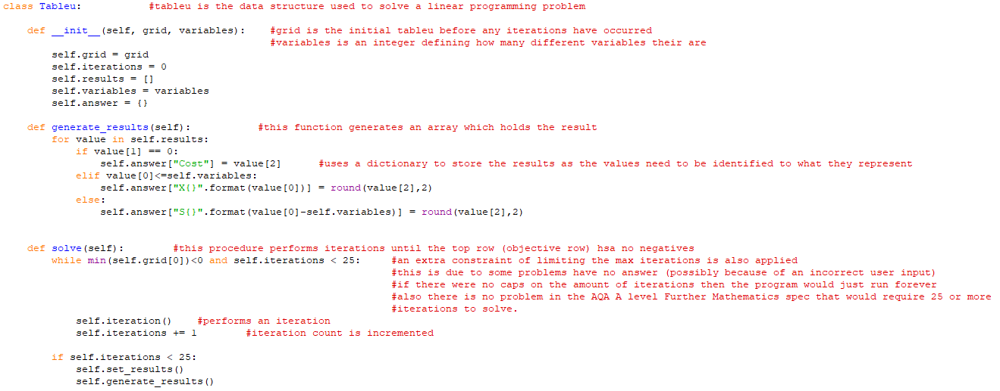 class Tableu:            #tableu is the data structure used to solve a linear programming problem

    def __init__(self, grid, variables):    #grid is the initial tableu before any iterations have occurred
                                            #variables is an integer defining how many different variables their are
        self.grid = grid
        self.iterations = 0
        self.results = []
        self.variables = variables
        self.answer = {}

    def generate_results(self):           #this function generates an array which holds the result
        for value in self.results:
            if value[1] == 0:
                self.answer["Cost"] = value[2]      #uses a dictionary to store the results as the values need to be identified to what they represent
            elif value[0]<=self.variables:
                self.answer["X{}".format(value[0])] = round(value[2],2)
            else:
                self.answer["S{}".format(value[0]-self.variables)] = round(value[2],2)


    def solve(self):        #this procedure performs iterations until the top row (objective row) hsa no negatives
        while min(self.grid[0])<0 and self.iterations < 25:     #an extra constraint of limiting the max iterations is also applied
                                                                #this is due to some problems have no answer (possibly because of an incorrect user input)
                                                                #if there were no caps on the amount of iterations then the program would just run forever
                                                                #also there is no problem in the AQA A level Further Mathematics spec that would require 25 or more
                                                                #iterations to solve.
            self.iteration()    #performs an iteration
            self.iterations += 1        #iteration count is incremented

        if self.iterations < 25:
            self.set_results()
            self.generate_results()